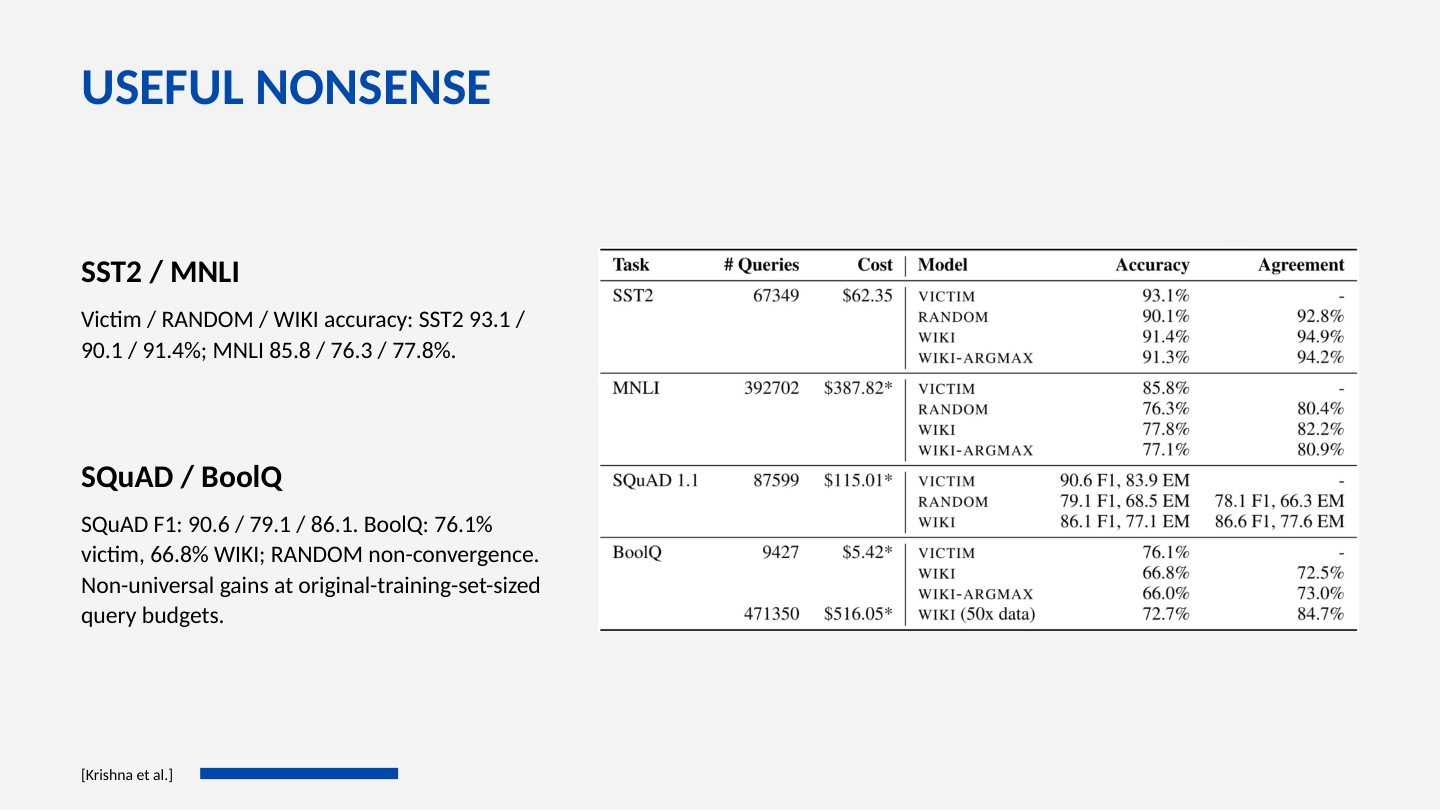 USEFUL NONSENSE
SST2 / MNLI
Victim / RANDOM / WIKI accuracy: SST2 93.1 /
90.1 / 91.4%; MNLI 85.8 / 76.3 / 77.8%.
SQuAD / BoolQ
SQuAD F1: 90.6 / 79.1 / 86.1. BoolQ: 76.1%
victim, 66.8% WIKI; RANDOM non-convergence.
Non-universal gains at original-training-set-sized
query budgets.
Task # Queries Cost Model Accuracy Agreement
SST2 67349 $62.35 VICTIM 93.1% -
RANDOM 90.1% 92.8%
WIKI 91.4% 94.9%
WIKI-ARGMAX 91.3% 94.2%
MNLI 392702 $387.82* VICTIM 85.8% -
RANDOM 76.3% 80.4%
WIKI 77.8% 82.2%
WIKI-ARGMAX 77.1% 80.9%
SQuAD 1.1 87599 $115.01* VICTIM 90.6 F1, 83.9 EM -
RANDOM 79.1 F1, 68.5 EM 78.1 F1, 66.3 EM
WIKI 86.1 F1, 77.1 EM 86.6 F1, 77.6 EM
BoolQ 9427 $5.42* VICTIM 76.1% -
WIKI 66.8% 72.5%
WIKI-ARGMAX 66.0% 73.0%
471350 $516.05* WIKI (50x data) 72.7% 84.7%
[Krishna et al.]